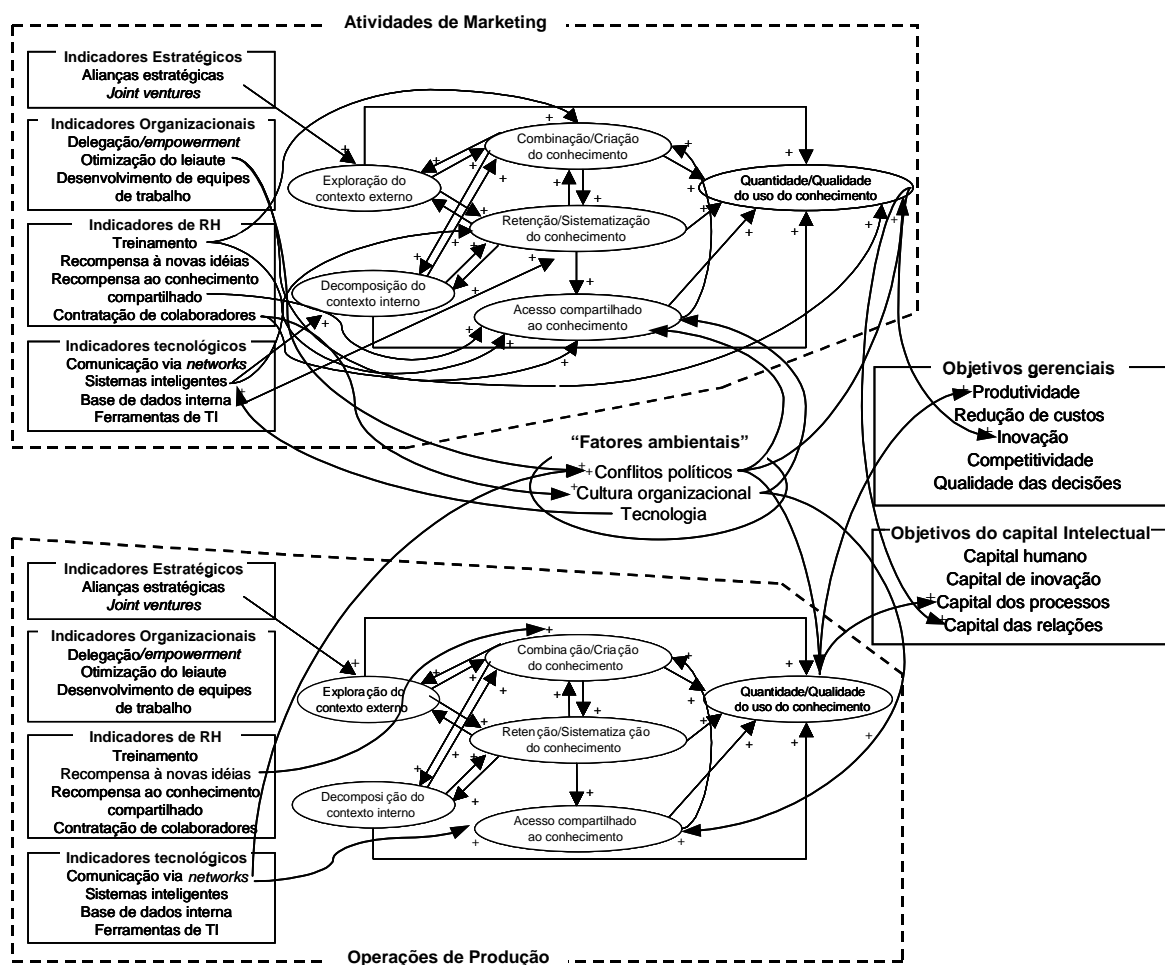 Atividades de Marketing
Indicadores Estratégicos
Alianças estratégicas
Joint ventures
Indicadores Organizacionais
Delegação/empowerment
Otimização do leiaute
Desenvolvimento de equipes
de trabalho
Indicadores de RH
Treinamento
Recompensa à novas idéias
Recompensa ao conhecimento
compartilhado
Contratação de colaboradores
Indicadores tecnológicos
Comunicação via networks
Sistemas inteligentes
Base de dados interna
Ferramentas de TI
Combinação/Criação
do conhecimento
Exploração do
contexto externo
Quantidade/Qualidade
do uso do conhecimento
Retenção/Sistematização
do conhecimento
Decomposição do
contexto interno
Acesso compartilhado
ao conhecimento
"Fatores ambientais"
Conflitos políticos
Cultura organizacional
Tecnologia
Objetivos gerenciais
Produtividade
Redução de custos
Inovação
Competitividade
Qualidade das decisões
Objetivos do capital Intelectual
Capital humano
Capital de inovação
Capital dos processos
Capital das relações
Indicadores Estratégicos
Alianças estratégicas
Joint ventures
Indicadores Organizacionais
Delegação/empowerment
Otimização do leiaute
Desenvolvimento de equipes
de trabalho
Indicadores de RH
Treinamento
Recompensa à novas idéias
Recompensa ao conhecimento
compartilhado
Contratação de colaboradores
Indicadores tecnológicos
Comunicação via networks
Sistemas inteligentes
Base de dados interna
Ferramentas de TI
Combina ção/Criação
do conhecimento
Exploração do
contexto externo
Quantidade/Qualidade
do uso do conhecimento
Reten ção/Sistematiza ção
do conhecimento
Decomposi ção do
contexto interno
Acesso compartilhado
ao conhecimento
Operações de Produção